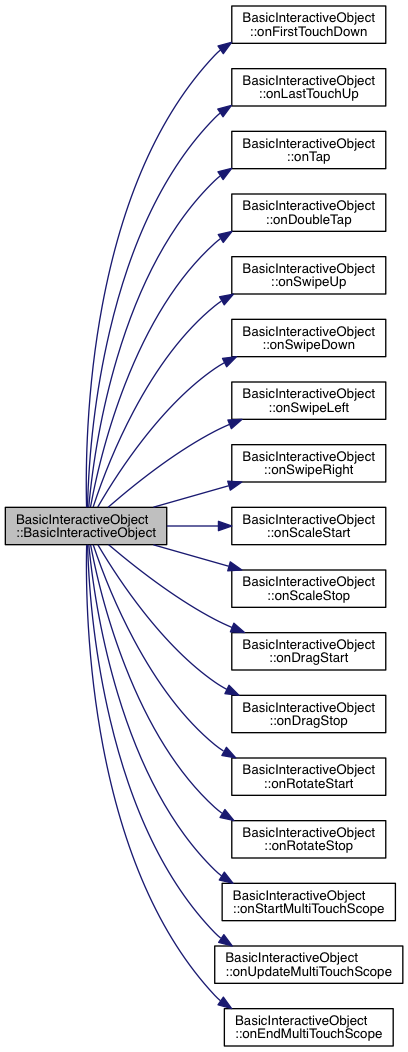 BasicInteractiveObject
::onFirstTouchDown
BasicInteractiveObject
::onLastTouchUp
BasicInteractiveObject
::onTap
BasicInteractiveObject
::onDoubleTap
BasicInteractiveObject
::onSwipeUp
BasicInteractiveObject
::onSwipeDown
BasicInteractiveObject
::onSwipeLeft
BasicInteractiveObject
::onSwipeRight
BasicInteractiveObject
::BasicInteractiveObject
BasicInteractiveObject
::onScaleStart
BasicInteractiveObject
::onScaleStop
BasicInteractiveObject
::onDragStart
BasicInteractiveObject
::onDragStop
BasicInteractiveObject
::onRotateStart
BasicInteractiveObject
::onRotateStop
BasicInteractiveObject
::onStartMultiTouchScope
BasicInteractiveObject
::onUpdateMultiTouchScope
BasicInteractiveObject
::onEndMultiTouchScope